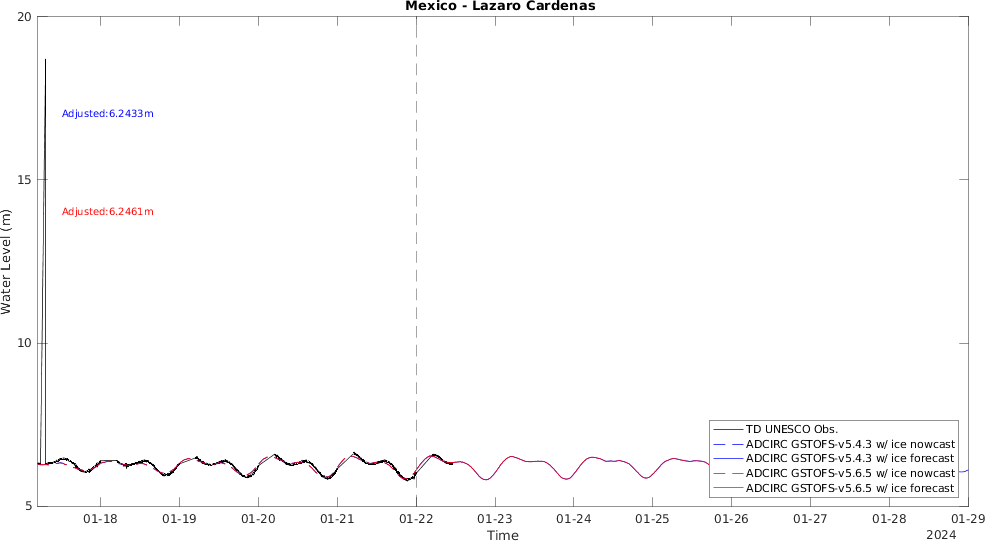 Mexico - Lazaro Cardenas
20
Adjusted:6.2433m
15
Adjusted:6.2461m
Water Level (m)
10
TD UNESCO Obs.
ADCIRC GSTOFS-v5.4.3 w/ ice nowcast
ADCIRC GSTOFS-v5.4.3 w/ ice forecast
ADCIRC GSTOFS-v5.6.5 w/ ice nowcast
ADCIRC GSTOFS-v5.6.5 w/ ice forecast
5
01-18 01-19 01-20 01-21 01-22 01-23 01-24 01-25 01-26 01-27 01-28 01-29
Time
2024